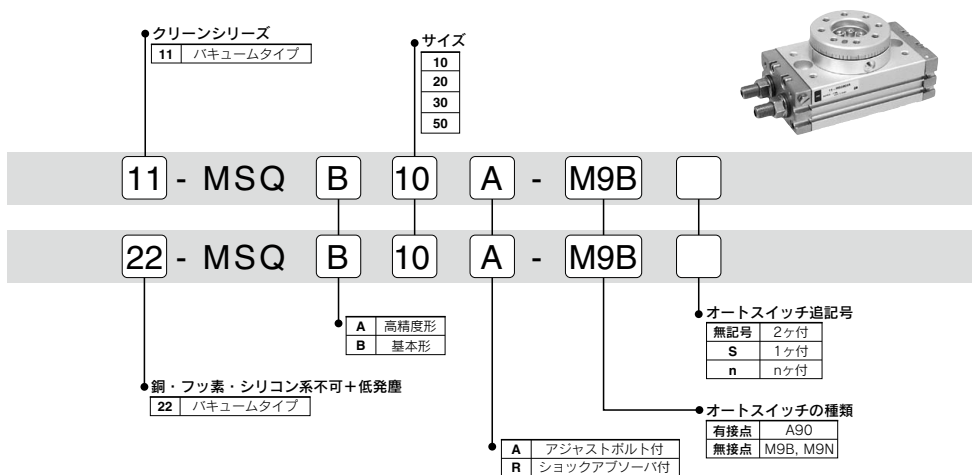 クリーンシリーズ
11 バキュームタイプ
サイズ
10
20
30
50
11 - MSQ B 10 A - M9B
22 - MSQ B 10 A - M9B
A 高精度形
B 基本形
オートスイッチ追記号
無記号 2ヶ付
S 1ヶ付
n nヶ付
銅・フッ素・シリコン系不可＋低発塵
22 バキュームタイプ
オートスイッチの種類
有接点 A90
無接点 M9B, M9N
A アジャストボルト付
R ショックアブソーバ付